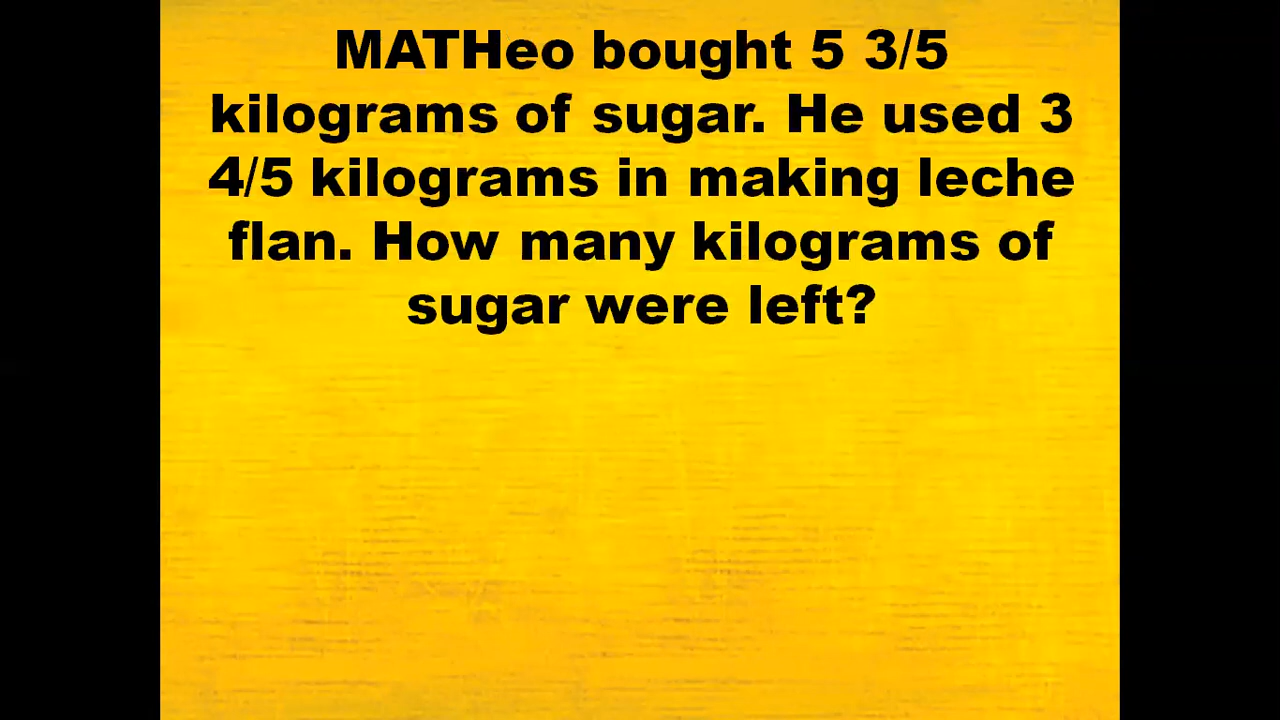 MATHeo bought 5 3/5
kilograms of sugar. He used 3
4/5 kilograms in making leche
flan. How many kilograms of
sugar were left?